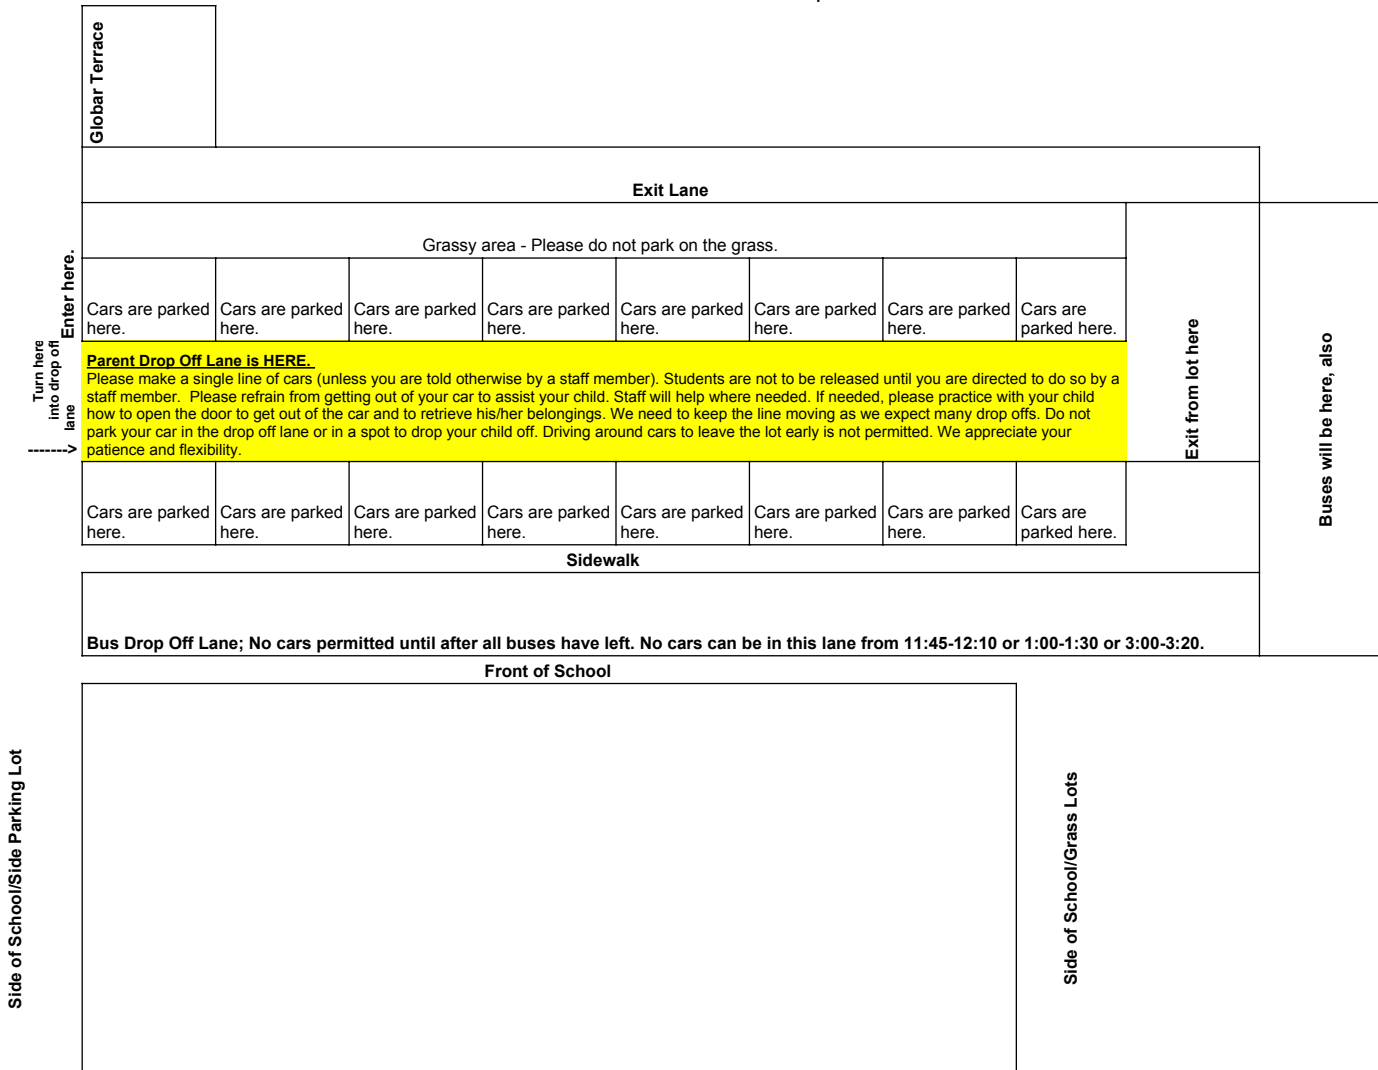 Globar Terrace
Exit Lane
Grassy area - Please do not park on the grass.
Enter here.
Cars are parked here.
Cars are parked here.
Cars are parked here.
Cars are parked here.
Cars are parked here.
Cars are parked here.
Cars are parked here.
Cars are parked here.
Turn here
into drop off
lane
------->
Parent Drop Off Lane is HERE.
Please make a single line of cars (unless you are told otherwise by a staff member). Students are not to be released until you are directed to do so by a
staff member.  Please refrain from getting out of your car to assist your child. Staff will help where needed. If needed, please practice with your child
how to open the door to get out of the car and to retrieve his/her belongings. We need to keep the line moving as we expect many drop offs. Do not
park your car in the drop off lane or in a spot to drop your child off. Driving around cars to leave the lot early is not permitted. We appreciate your
patience and flexibility.
Exit from lot here
Buses will be here, also
Cars are parked here.
Cars are parked here.
Cars are parked here.
Cars are parked here.
Cars are parked here.
Cars are parked here.
Cars are parked here.
Cars are parked here.
Sidewalk
Bus Drop Off Lane; No cars permitted until after all buses have left. No cars can be in this lane from 11:45-12:10 or 1:00-1:30 or 3:00-3:20.
Front of School
Side of School/Side Parking Lot
Side of School/Grass Lots